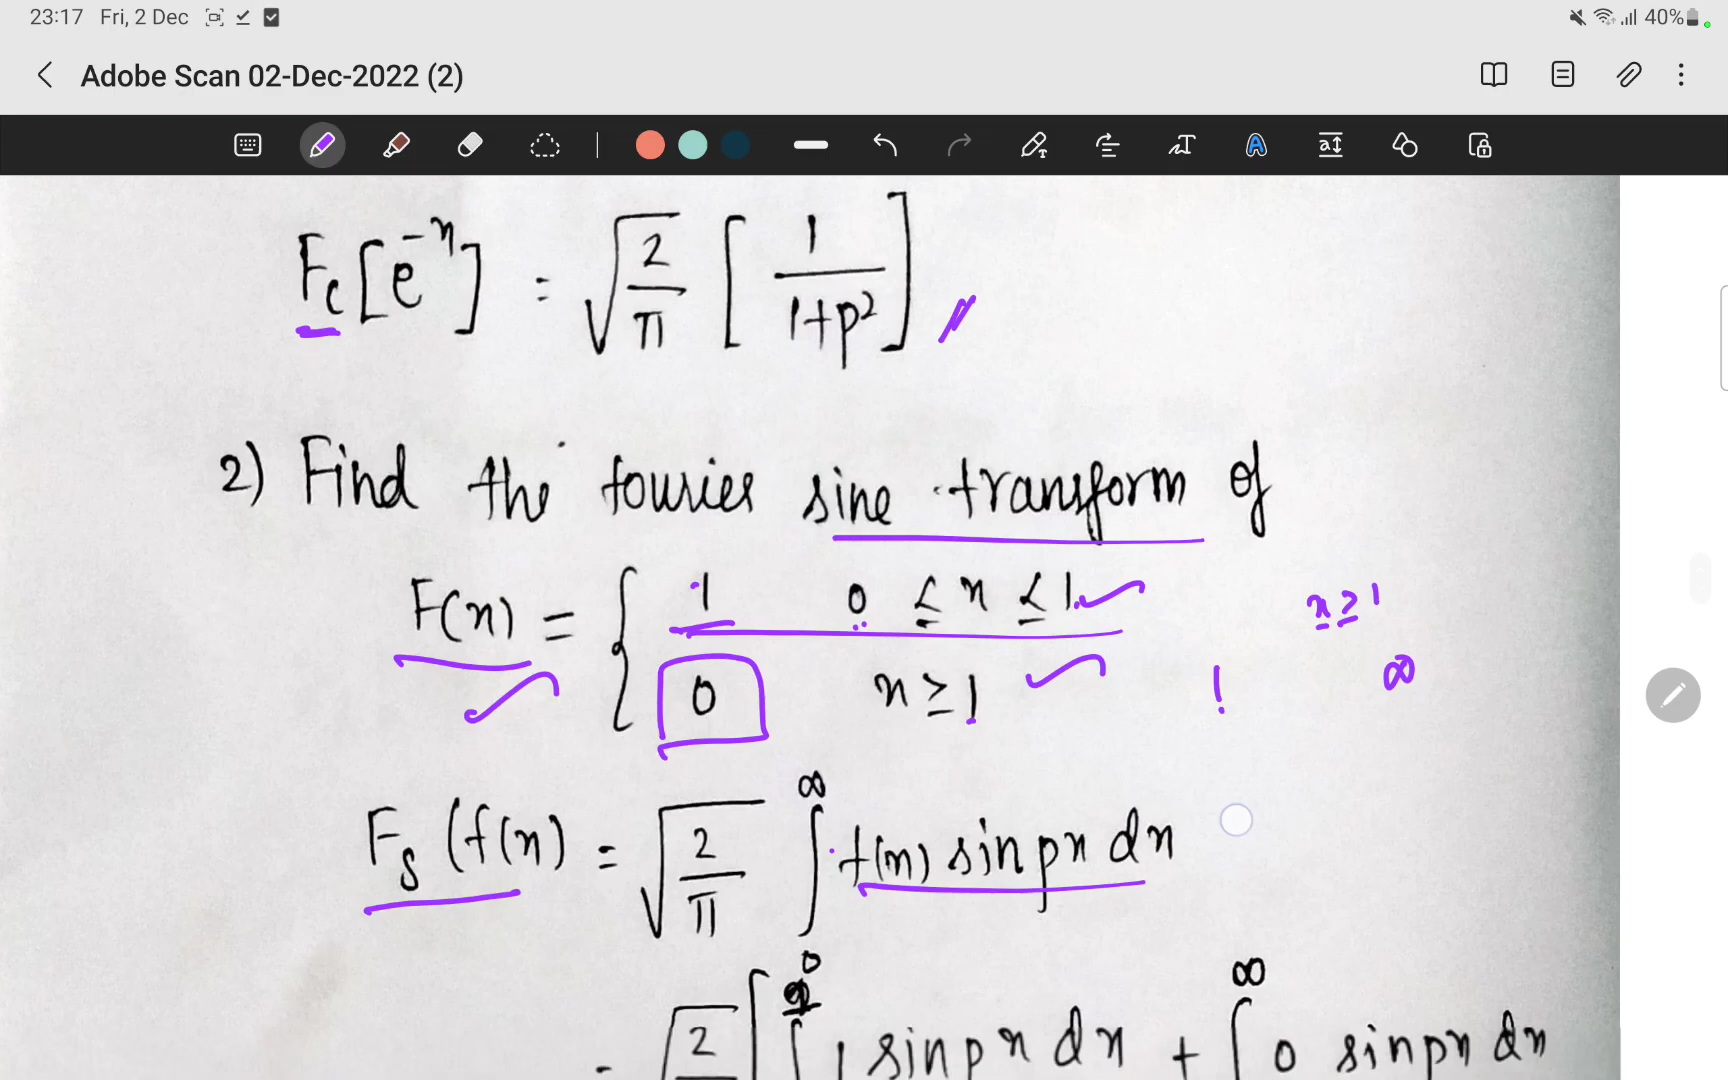 23:17 Fri, 2 Dec 40%
Adobe Scan 02-Dec-2022 (2)
Fc[e^-x] = √(2/π) [1/(1+p²)]
2) Find the fourier sine transform of
F(x) = { 1 0 ≤ x ≤ 1 x ≥ 1
0 x ≥ 1 ! ∞
Fs(f(x) = √(2/π) ∫₀^∞ f(x) sin px dx
= √2 [ ∫ 1 sin px dx + ∫^∞ 0 sin px dx